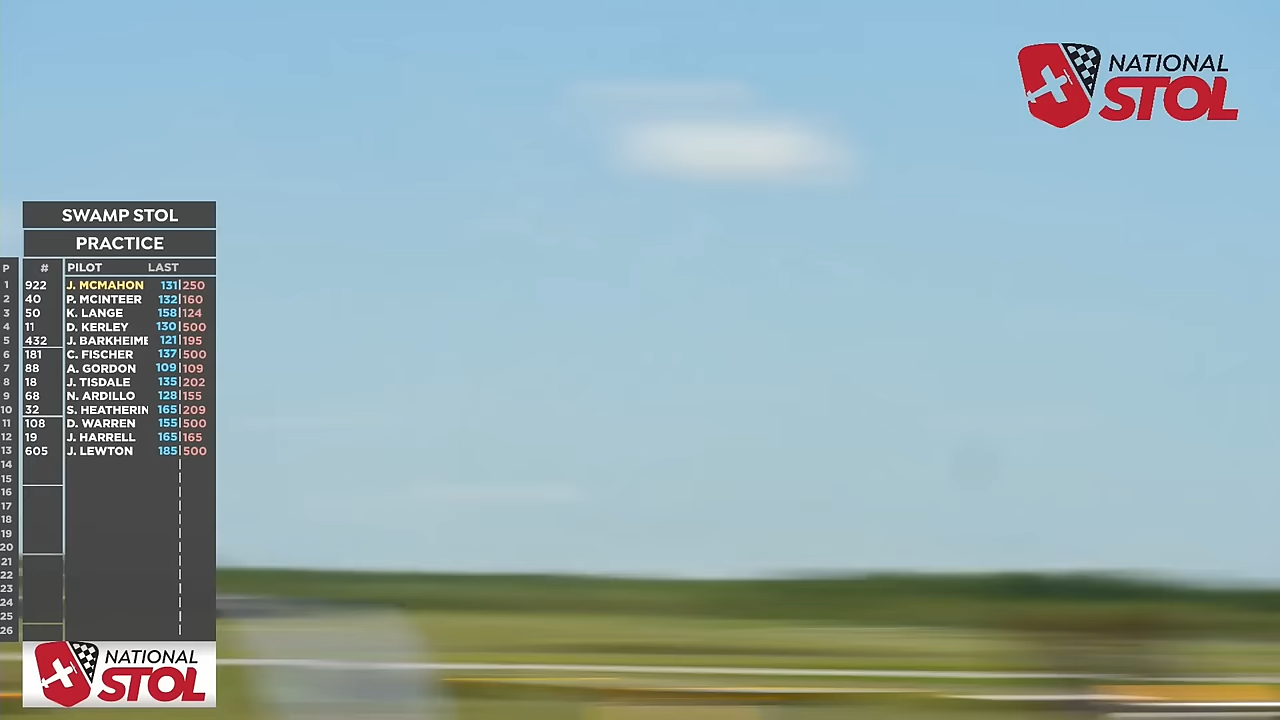 NATIONAL
STOL
SWAMP STOL
PRACTICE
P # PILOT LAST
1 922 J. MCMAHON 131 250
2 40 P. MCINTEER 132 160
3 50 K. LANGE 158 124
4 11 D. KERLEY 130 500
5 432 J. BARKHEIME 121 195
6 181 C. FISCHER 137 500
7 88 A. GORDON 109 109
8 18 J. TISDALE 135 202
9 68 N. ARDILLO 128 155
10 32 S. HEATHERIN 165 209
11 108 D. WARREN 155 500
12 19 J. HARRELL 165 165
13 605 J. LEWTON 185 500
14
15
16
17
18
19
20
21
22
23
24
25
26
NATIONAL
STOL